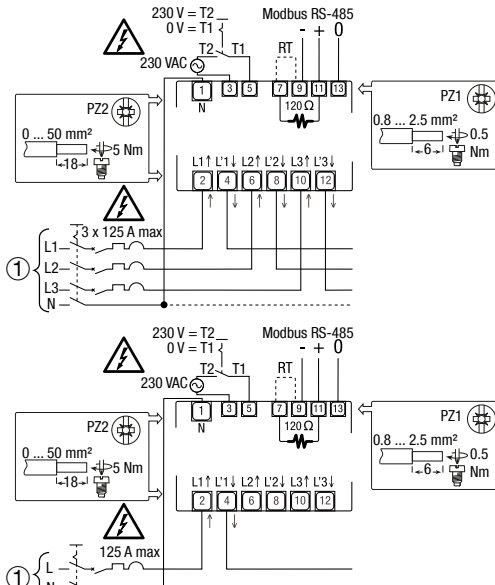 230 V = T2
0 V = T1
Modbus RS-485
T2 T1
RT
- + 0
230 VAC
1 3 5 7 9 11 13
N
120 Ω
PZ2
0 ... 50 mm²
5 Nm
18
PZ1
0.8 ... 2.5 mm²
0.5 Nm
6
L1↑ L'1↓ L2↑ L'2↓ L3↑ L'3↓
2 4 6 8 10 12
3 x 125 A max
1
L1
L2
L3
N
230 V = T2
0 V = T1
Modbus RS-485
T2 T1
RT
- + 0
230 VAC
1 3 5 7 9 11 13
N
120 Ω
PZ2
0 ... 50 mm²
5 Nm
18
PZ1
0.8 ... 2.5 mm²
0.5 Nm
6
L1↑ L'1↓ L2↑ L'2↓ L3↑ L'3↓
2 4 6 8 10 12
125 A max
1
L
N